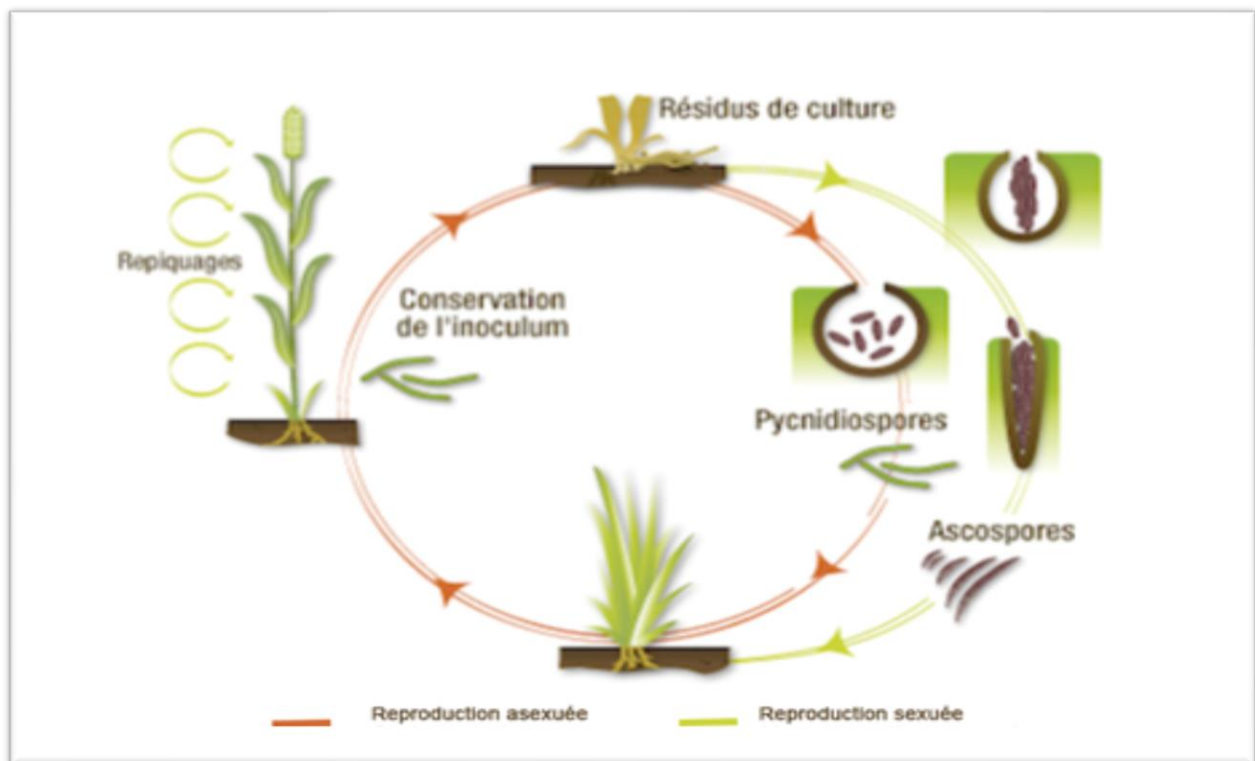 Résidus de culture
Repiquages
Conservation
de l'inoculum
Pycnidiospores
Ascospores
Reproduction asexuée
Reproduction sexuée